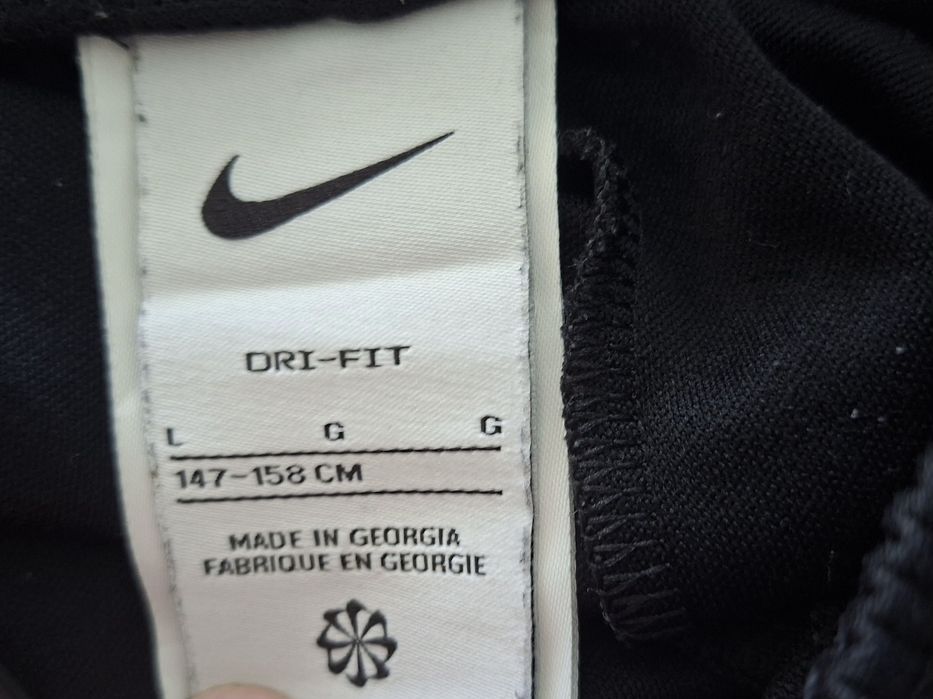 DRI-FIT
L G G
147-158 CM
MADE IN GEORGIA
FABRIQUE EN GEORGIE